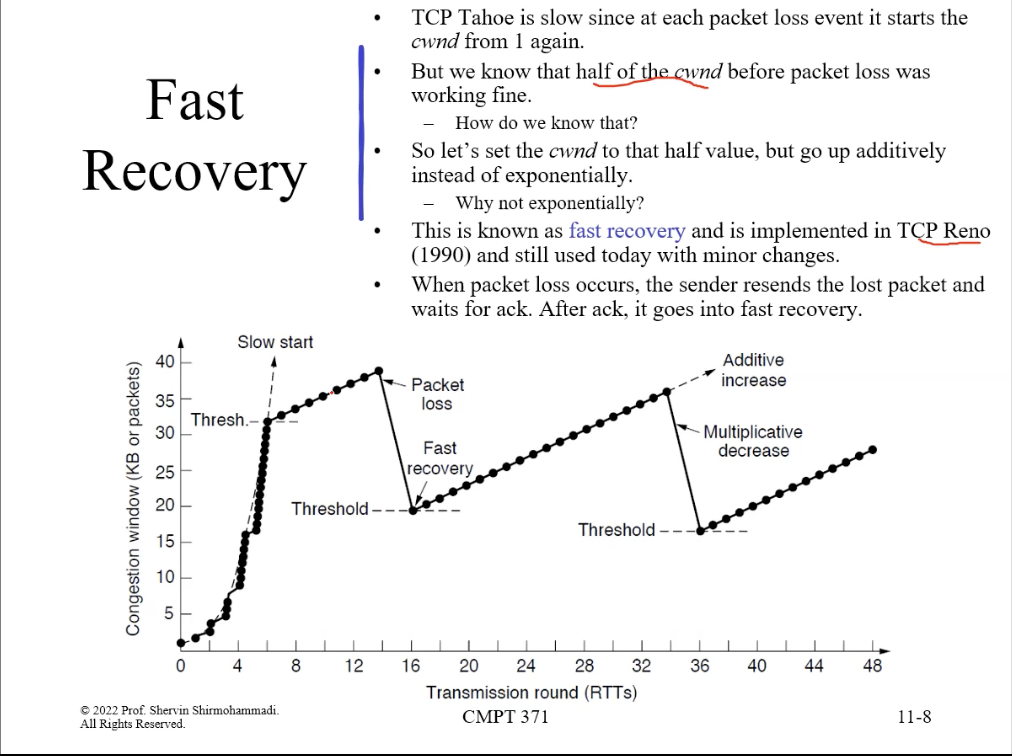 Fast
Recovery
• TCP Tahoe is slow since at each packet loss event it starts the
cwnd from 1 again.
• But we know that half of the cwnd before packet loss was
working fine.
– How do we know that?
• So let’s set the cwnd to that half value, but go up additively
instead of exponentially.
– Why not exponentially?
• This is known as fast recovery and is implemented in TCP Reno
(1990) and still used today with minor changes.
• When packet loss occurs, the sender resends the lost packet and
waits for ack. After ack, it goes into fast recovery.
Slow start
Congestion window (KB or packets)
40
35
30
25
20
15
10
5
Thresh.
Packet
loss
Fast
recovery
Threshold
Additive
increase
Multiplicative
decrease
Threshold
0 4 8 12 16 20 24 28 32 36 40 44 48
Transmission round (RTTs)
© 2022 Prof. Shervin Shirmohammadi.
All Rights Reserved.
CMPT 371
11-8